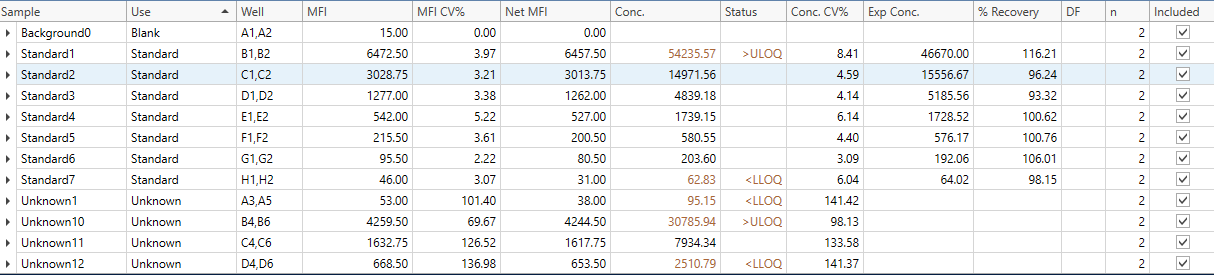 Sample Use Well MFI MFI CV% Net MFI Conc. Status Conc. CV% Exp Conc. % Recovery DF n Included
Background0 Blank A1,A2 15.00 0.00 0.00 2
Standard1 Standard B1,B2 6472.50 3.97 6457.50 54235.57 >ULOQ 8.41 46670.00 116.21 2
Standard2 Standard C1,C2 3028.75 3.21 3013.75 14971.56 4.59 15556.67 96.24 2
Standard3 Standard D1,D2 1277.00 3.38 1262.00 4839.18 4.14 5185.56 93.32 2
Standard4 Standard E1,E2 542.00 5.22 527.00 1739.15 6.14 1728.52 100.62 2
Standard5 Standard F1,F2 215.50 3.61 200.50 580.55 4.40 576.17 100.76 2
Standard6 Standard G1,G2 95.50 2.22 80.50 203.60 3.09 192.06 106.01 2
Standard7 Standard H1,H2 46.00 3.07 31.00 62.83 <LLOQ 6.04 64.02 98.15 2
Unknown1 Unknown A3,A5 53.00 101.40 38.00 95.15 <LLOQ 141.42 2
Unknown10 Unknown B4,B6 4259.50 69.67 4244.50 30785.94 >ULOQ 98.13 2
Unknown11 Unknown C4,C6 1632.75 126.52 1617.75 7934.34 133.58 2
Unknown12 Unknown D4,D6 668.50 136.98 653.50 2510.79 <LLOQ 141.37 2